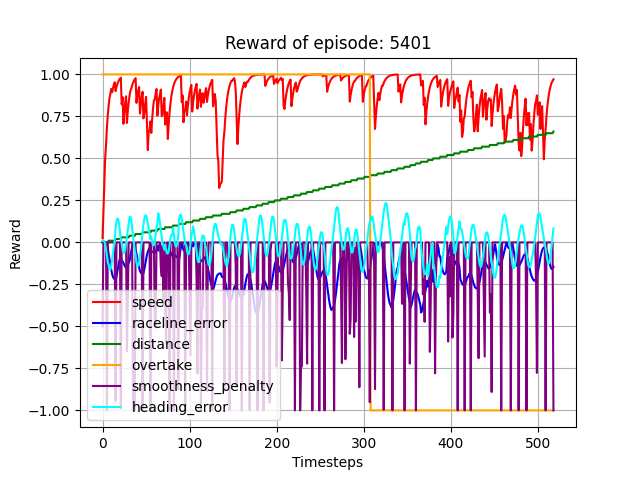 Reward of episode: 5401
Reward
1.00
0.75
0.50
0.25
0.00
−0.25
−0.50
−0.75
−1.00
speed
raceline_error
distance
overtake
smoothness_penalty
heading_error
0 100 200 300 400 500
Timesteps